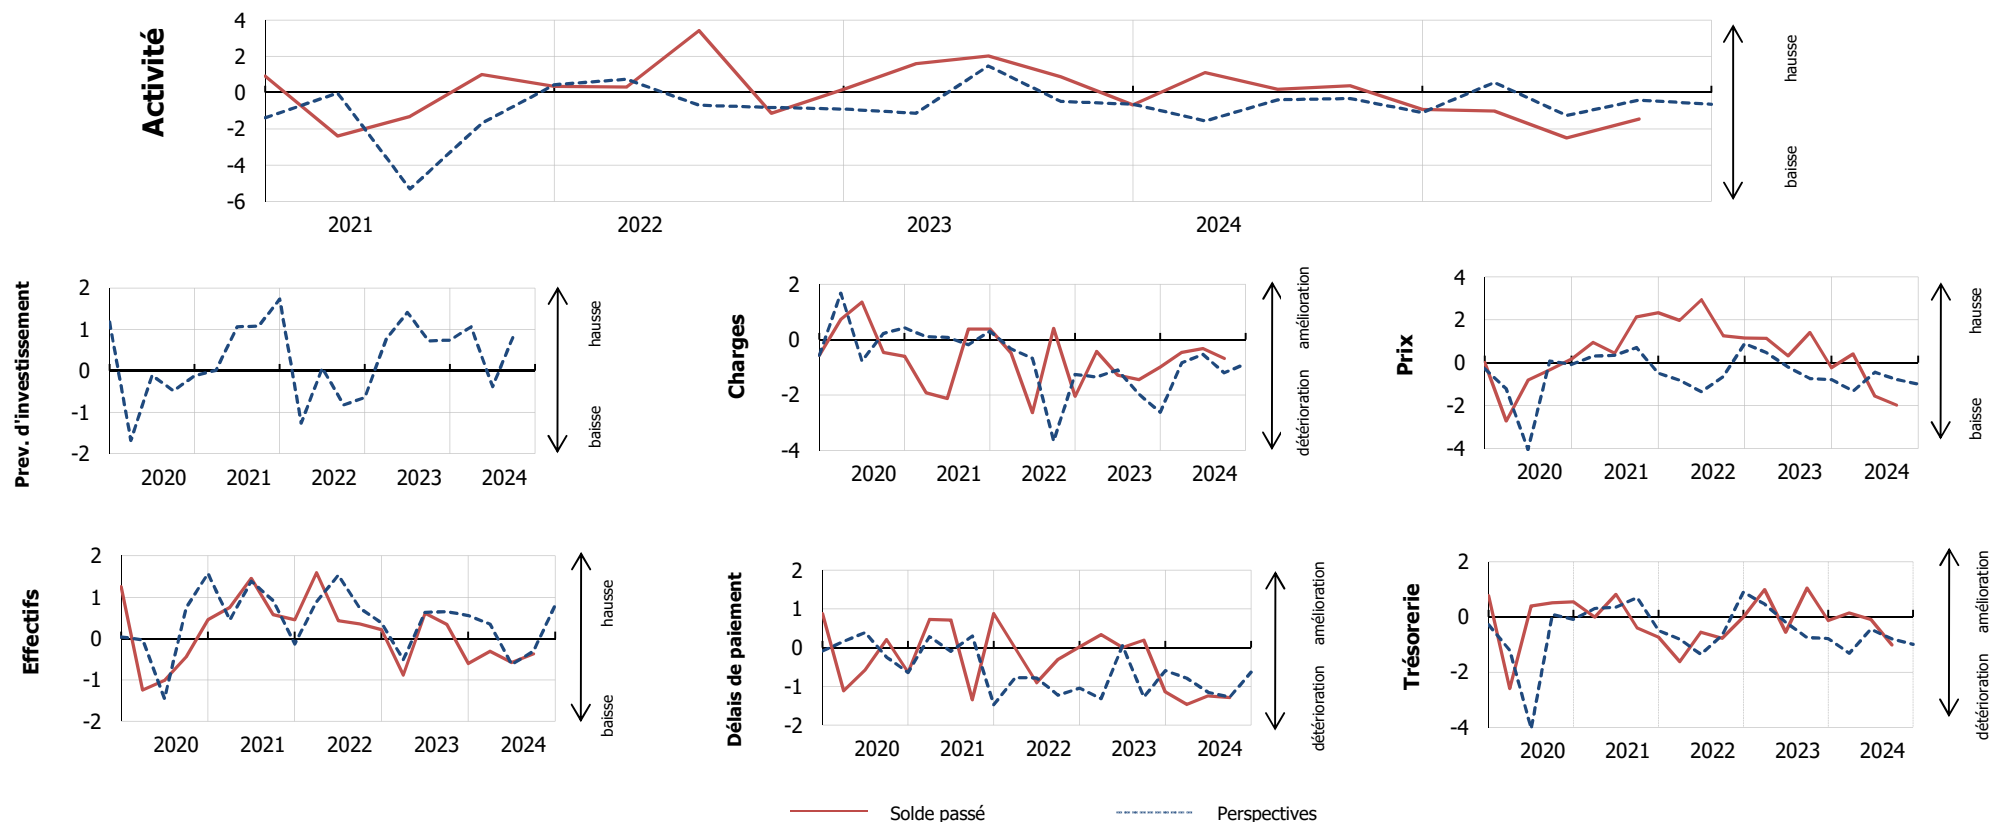 Activité
4
2
0
-2
-4
-6
2021
2022
2023
2024
hausse
baisse
Prev. d'investissement
2
1
0
-1
-2
2020
2021
2022
2023
2024
hausse
baisse
Charges
2
0
-2
-4
2020
2021
2022
2023
2024
amélioration
détérioration
Prix
4
2
0
-2
-4
2020
2021
2022
2023
2024
hausse
baisse
Effectifs
2
1
0
-1
-2
2020
2021
2022
2023
2024
hausse
baisse
Délais de paiement
2
1
0
-1
-2
2020
2021
2022
2023
2024
amélioration
détérioration
Trésorerie
2
0
-2
-4
2020
2021
2022
2023
2024
amélioration
détérioration
Solde passé
Perspectives